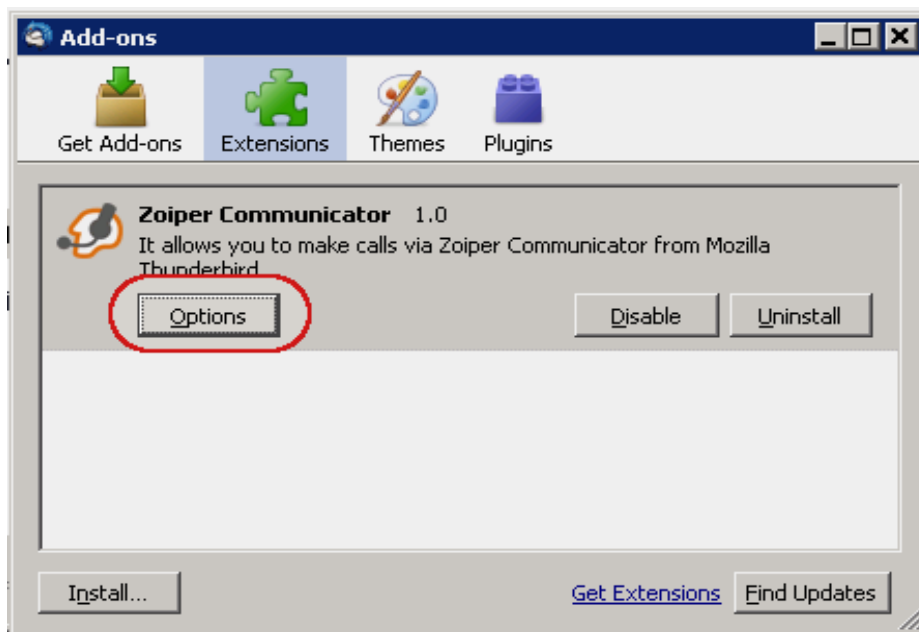 Add-ons
Get Add-ons Extensions Themes Plugins
Zoiper Communicator 1.0
It allows you to make calls via Zoiper Communicator from Mozilla
Thunderbird
Options Disable Uninstall
Install... Get Extensions Find Updates